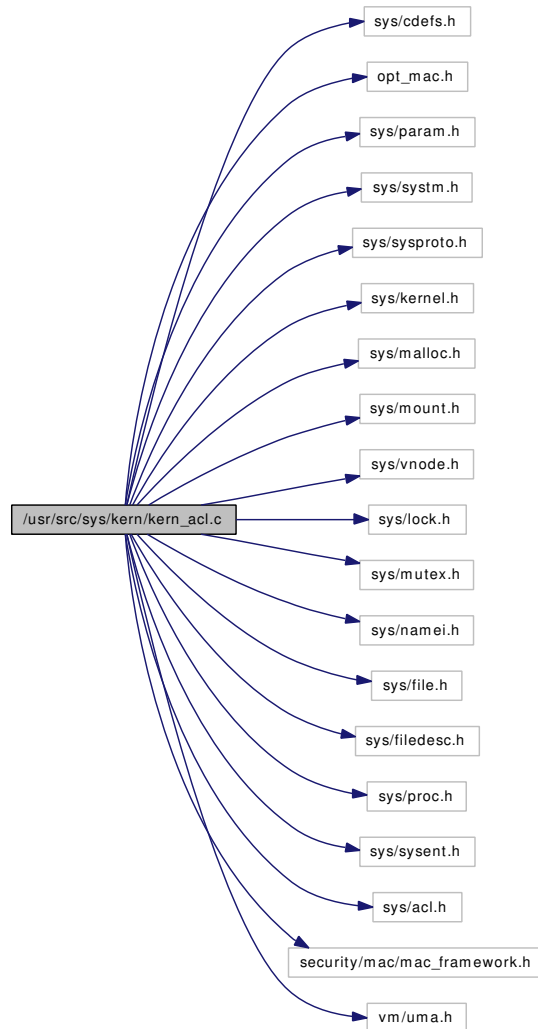 sys/cdefs.h
opt_mac.h
sys/param.h
sys/systm.h
sys/sysproto.h
sys/kernel.h
sys/malloc.h
sys/mount.h
sys/vnode.h
/usr/src/sys/kern/kern_acl.c
sys/lock.h
sys/mutex.h
sys/namei.h
sys/file.h
sys/filedesc.h
sys/proc.h
sys/sysent.h
sys/acl.h
security/mac/mac_framework.h
vm/uma.h